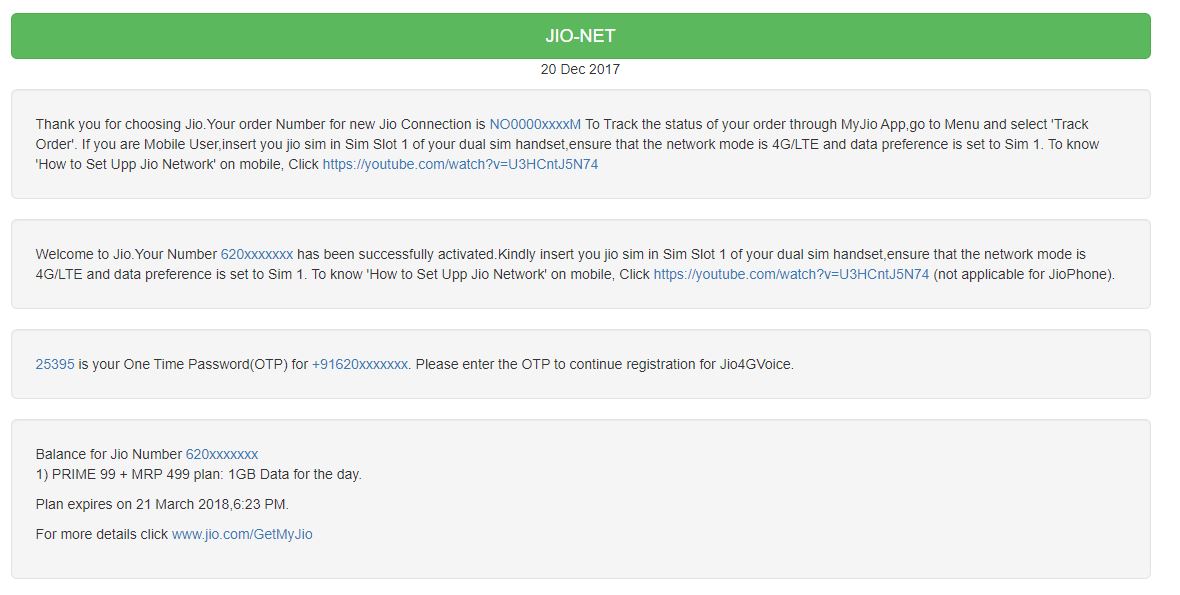 JIO-NET
20 Dec 2017
Thank you for choosing Jio.Your order Number for new Jio Connection is NO0000xxxxM To Track the status of your order through MyJio App,go to Menu and select 'Track
Order'. If you are Mobile User,insert you jio sim in Sim Slot 1 of your dual sim handset,ensure that the network mode is 4G/LTE and data preference is set to Sim 1. To know
'How to Set Upp Jio Network' on mobile, Click https://youtube.com/watch?v=U3HCntJ5N74
Welcome to Jio.Your Number 620xxxxxxx has been successfully activated.Kindly insert you jio sim in Sim Slot 1 of your dual sim handset,ensure that the network mode is
4G/LTE and data preference is set to Sim 1. To know 'How to Set Upp Jio Network' on mobile, Click https://youtube.com/watch?v=U3HCntJ5N74 (not applicable for JioPhone).
25395 is your One Time Password(OTP) for +91620xxxxxxx. Please enter the OTP to continue registration for Jio4GVoice.
Balance for Jio Number 620xxxxxxx
1) PRIME 99 + MRP 499 plan: 1GB Data for the day.
Plan expires on 21 March 2018,6:23 PM.
For more details click www.jio.com/GetMyJio